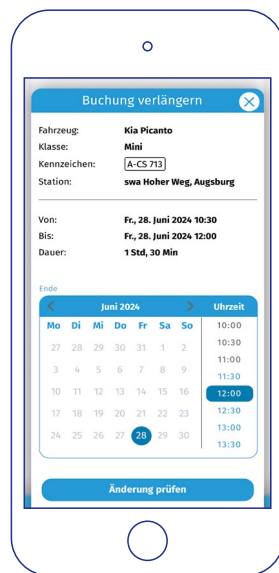 Buchung verlängern
Fahrzeug: Kia Picanto
Klasse: Mini
Kennzeichen: A-CS 713
Station: swa Hoher Weg, Augsburg
Von: Fr., 28. Juni 2024 10:30
Bis: Fr., 28. Juni 2024 12:00
Dauer: 1 Std, 30 Min
Ende
Juni 2024 Uhrzeit
Mo Di Mi Do Fr Sa So
27 28 29 30 31 1 2
3 4 5 6 7 8 9
10 11 12 13 14 15 16
17 18 19 20 21 22 23
24 25 26 27 28 29 30
10:00
10:30
11:00
11:30
12:00
12:30
13:00
13:30
Änderung prüfen